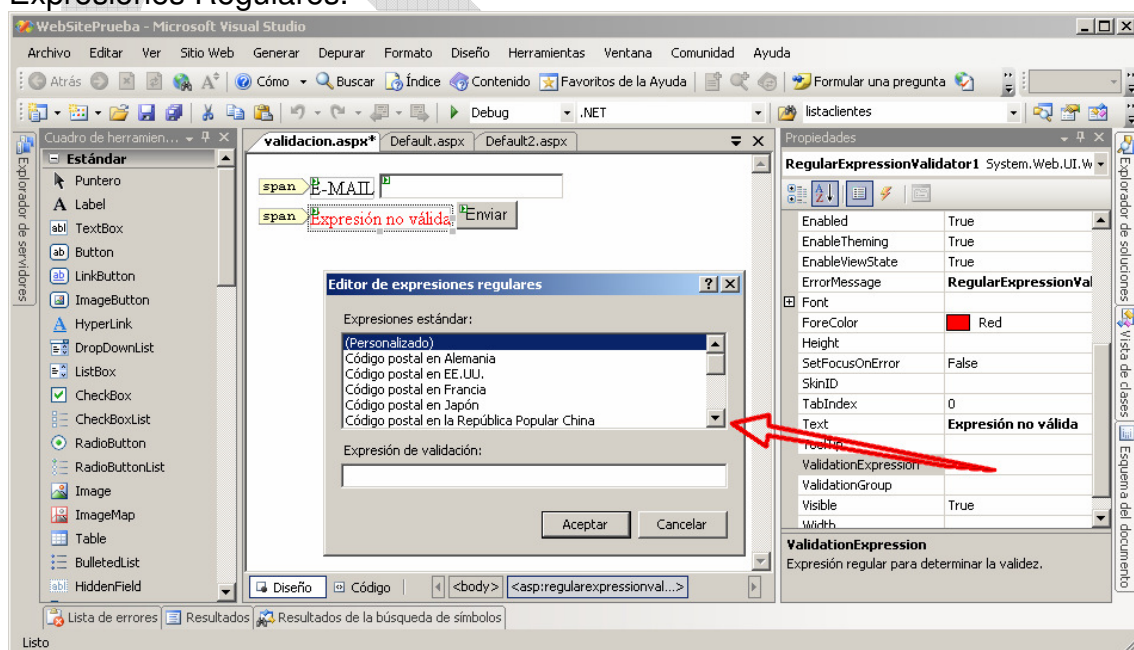 Expresiones Regulares:
WebSitePrueba - Microsoft Visual Studio
Archivo Editar Ver Sitio Web Generar Depurar Formato Diseño Herramientas Ventana Comunidad Ayuda
Atrás Cómo Buscar Índice Contenido Favoritos de la Ayuda Formular una pregunta
Debug .NET listaclientes
Cuadro de herramien...
validacion.aspx* Default.aspx Default2.aspx
Propiedades
Explorador de servidores
Estándar
Puntero
Label
TextBox
Button
LinkButton
ImageButton
HyperLink
DropDownList
ListBox
CheckBox
CheckBoxList
RadioButton
RadioButtonList
Image
ImageMap
Table
BulletedList
HiddenField
span E-MAIL
span Expresión no válida Enviar
Editor de expresiones regulares
Expresiones estándar:
(Personalizado)
Código postal en Alemania
Código postal en EE.UU.
Código postal en Francia
Código postal en Japón
Código postal en la República Popular China
Expresión de validación:
Aceptar Cancelar
Diseño Código <body> <asp:regularexpressionval...>
RegularExpressionValidator1 System.Web.UI.W
Enabled True
EnableTheming True
EnableViewState True
ErrorMessage RegularExpressionVal
Font
ForeColor Red
Height
SetFocusOnError False
SkinID
TabIndex 0
Text Expresión no válida
ToolTip
ValidationExpression
ValidationGroup
Visible True
Width
ValidationExpression
Expresión regular para determinar la validez.
Explorador de soluciones
Vista de clases
Esquema del documento
Lista de errores Resultados Resultados de la búsqueda de símbolos
Listo